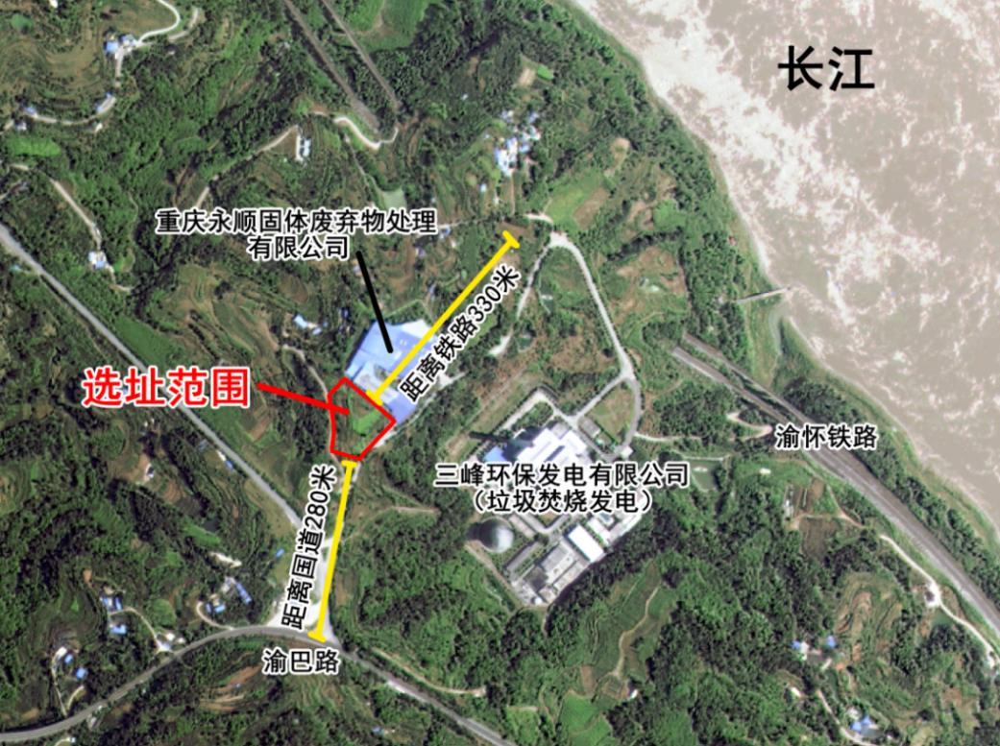 长江
重庆永顺固体废弃物处理
有限公司
距离铁路330米
选址范围
渝怀铁路
三峰环保发电有限公司
（垃圾焚烧发电）
距离国道280米
渝巴路